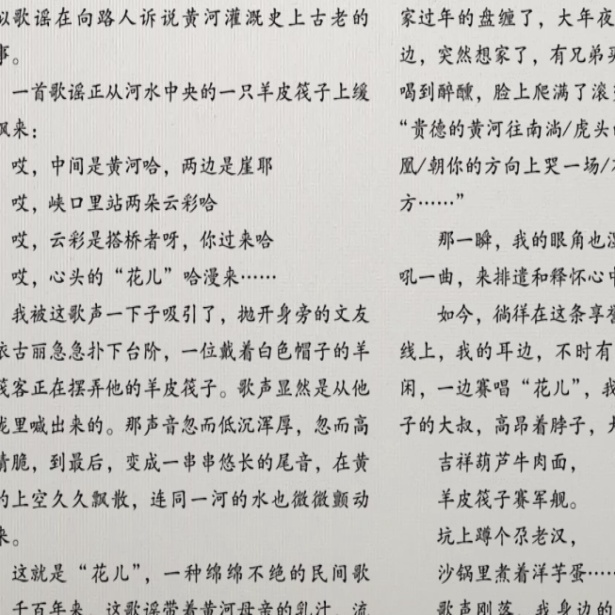 似歌谣在向路人诉说黄河灌溉史上古老的
事。
一首歌谣正从河水中央的一只羊皮筏子上缓
飘来：
哎，中间是黄河哈，两边是崖耶
哎，峡口里站两朵云彩哈
哎，云彩是搭桥者呀，你过来哈
哎，心头的“花儿”哈漫来……
我被这歌声一下子吸引了，抛开身旁的文友
依古丽急急扑下台阶，一位戴着白色帽子的羊
筏客正在摆弄他的羊皮筏子。歌声显然是从他
里喊出来的。那声音忽而低沉浑厚，忽而高
清脆，到最后，变成一串串悠长的尾音，在黄
的上空久久飘散，连同一河的水也微微颤动
来。
这就是“花儿”，一种绵绵不绝的民间歌
千百年来，这歌谣带着黄河母亲的乳汁，流
家过年的盘缠了，大年夜
边，突然想家了，有兄弟买
喝到醉醺，脸上爬满了滚
“贵德的黄河往南淌/虎头
凰/朝你的方向上哭一场/
方……”
那一瞬，我的眼角也湿
吼一曲，来排遣和释怀心中
如今，徜徉在这条享誉
线上，我的耳边，不时有
闲，一边赛唱“花儿”，我
子的大叔，高昂着脖子，大
吉祥葫芦牛肉面，
羊皮筏子赛军舰。
坑上蹲个尕老汉，
沙锅里煮着洋芋蛋……
歌声刚落，我身边的